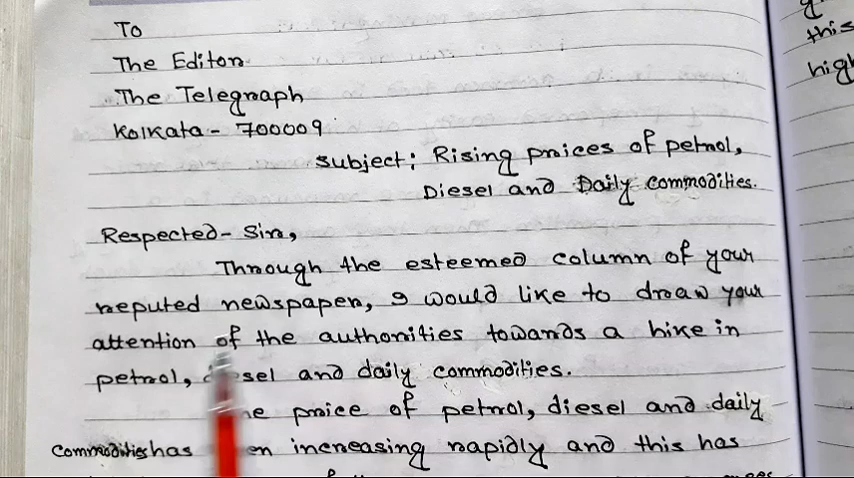 To
The Editor
The Telegraph
Kolkata - 700009
Subject: Rising prices of petrol,
Diesel and Daily commodities.
Respected - Sir,
Through the esteemed column of your
reputed newspaper, I would like to draw your
attention of the authorities towards a hike in
petrol, sel and daily commodities.
e price of petrol, diesel and daily
commodities has en increasing rapidly and this has
this
high